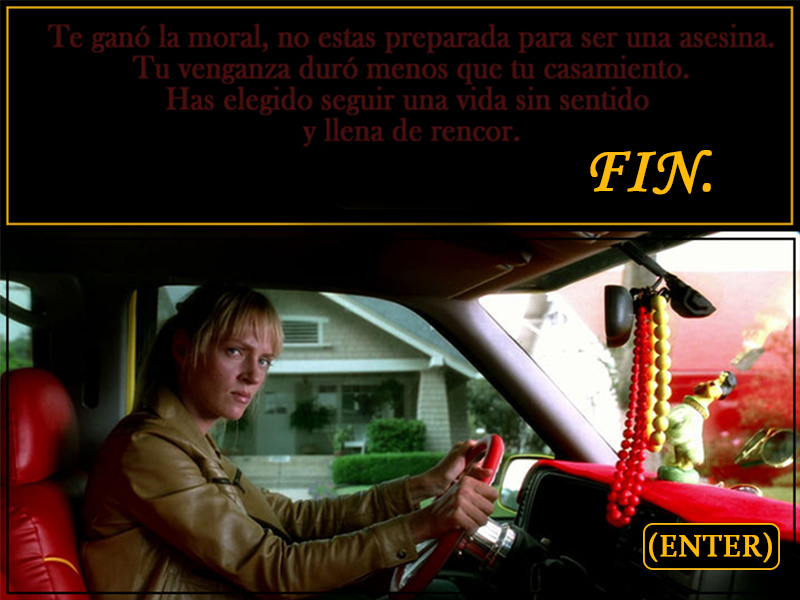 Te ganó la moral, no estas preparada para ser una asesina.
Tu venganza duró menos que tu casamiento.
Has elegido seguir una vida sin sentido
y llena de rencor.
FIN.
(ENTER)